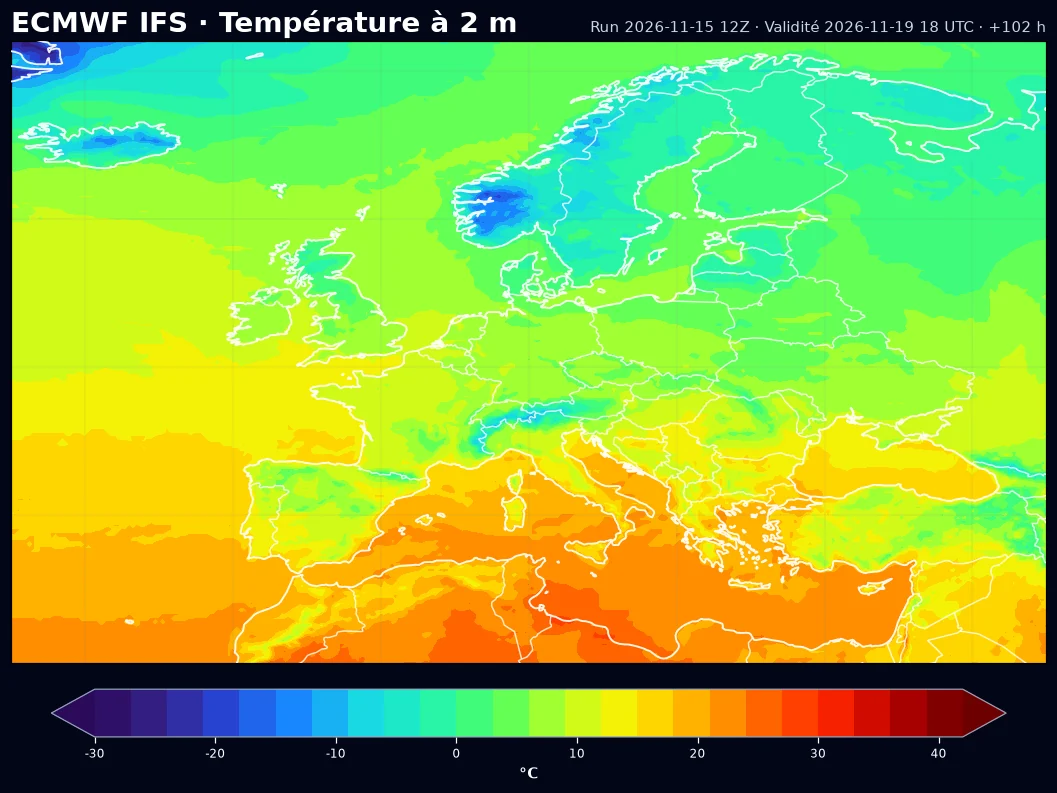 ECMWF IFS · Température à 2 m
Run 2026-11-15 12Z · Validité 2026-11-19 18 UTC · +102 h
-30 -20 -10 0 10 20 30 40
°C